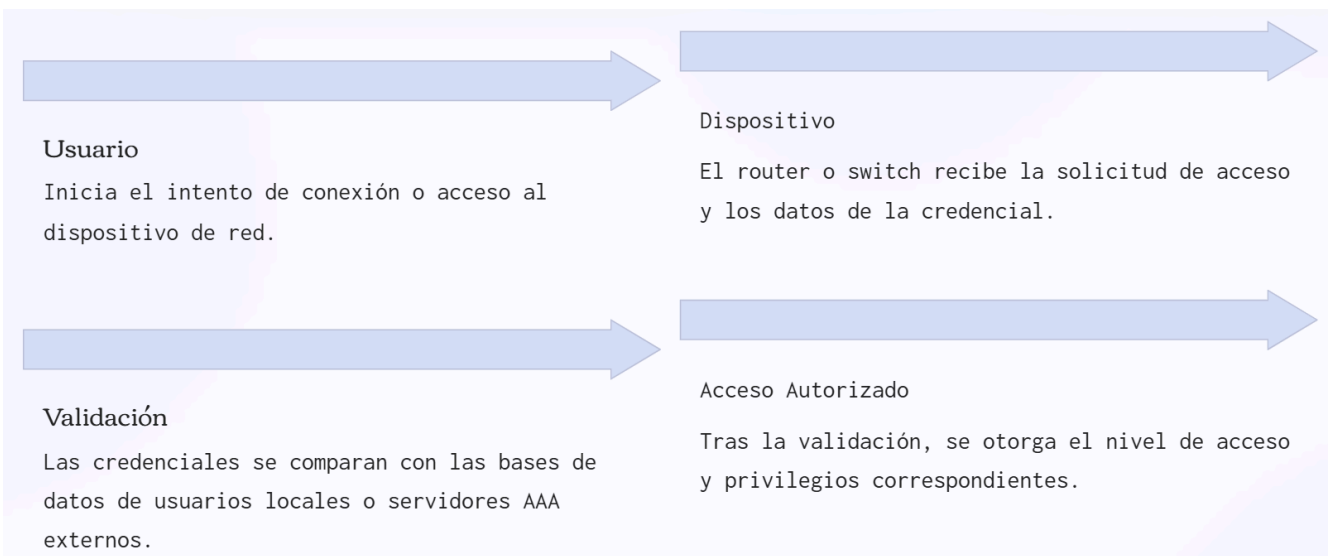 Usuario
Inicia el intento de conexión o acceso al
dispositivo de red.
Dispositivo
El router o switch recibe la solicitud de acceso
y los datos de la credencial.
Validación
Las credenciales se comparan con las bases de
datos de usuarios locales o servidores AAA
externos.
Acceso Autorizado
Tras la validación, se otorga el nivel de acceso
y privilegios correspondientes.